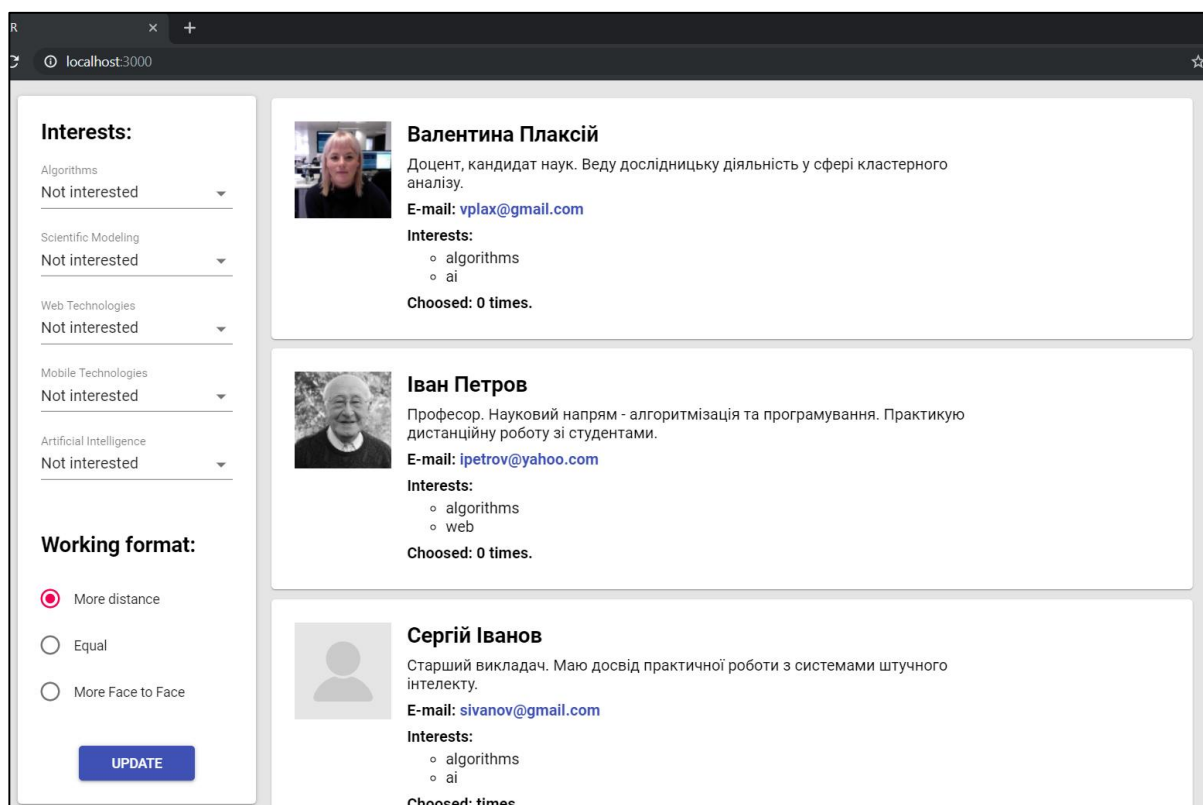 R
localhost:3000
Interests:
Algorithms
Not interested
Scientific Modeling
Not interested
Web Technologies
Not interested
Mobile Technologies
Not interested
Artificial Intelligence
Not interested
Working format:
More distance
Equal
More Face to Face
UPDATE
Валентина Плаксій
Доцент, кандидат наук. Веду дослідницьку діяльність у сфері кластерного
аналізу.
E-mail: vplax@gmail.com
Interests:
algorithms
ai
Choosed: 0 times.
Іван Петров
Професор. Науковий напрям - алгоритмізація та програмування. Практикую
дистанційну роботу зі студентами.
E-mail: ipetrov@yahoo.com
Interests:
algorithms
web
Choosed: 0 times.
Сергій Іванов
Старший викладач. Маю досвід практичної роботи з системами штучного
інтелекту.
E-mail: sivanov@gmail.com
Interests:
algorithms
ai
Choosed: times.